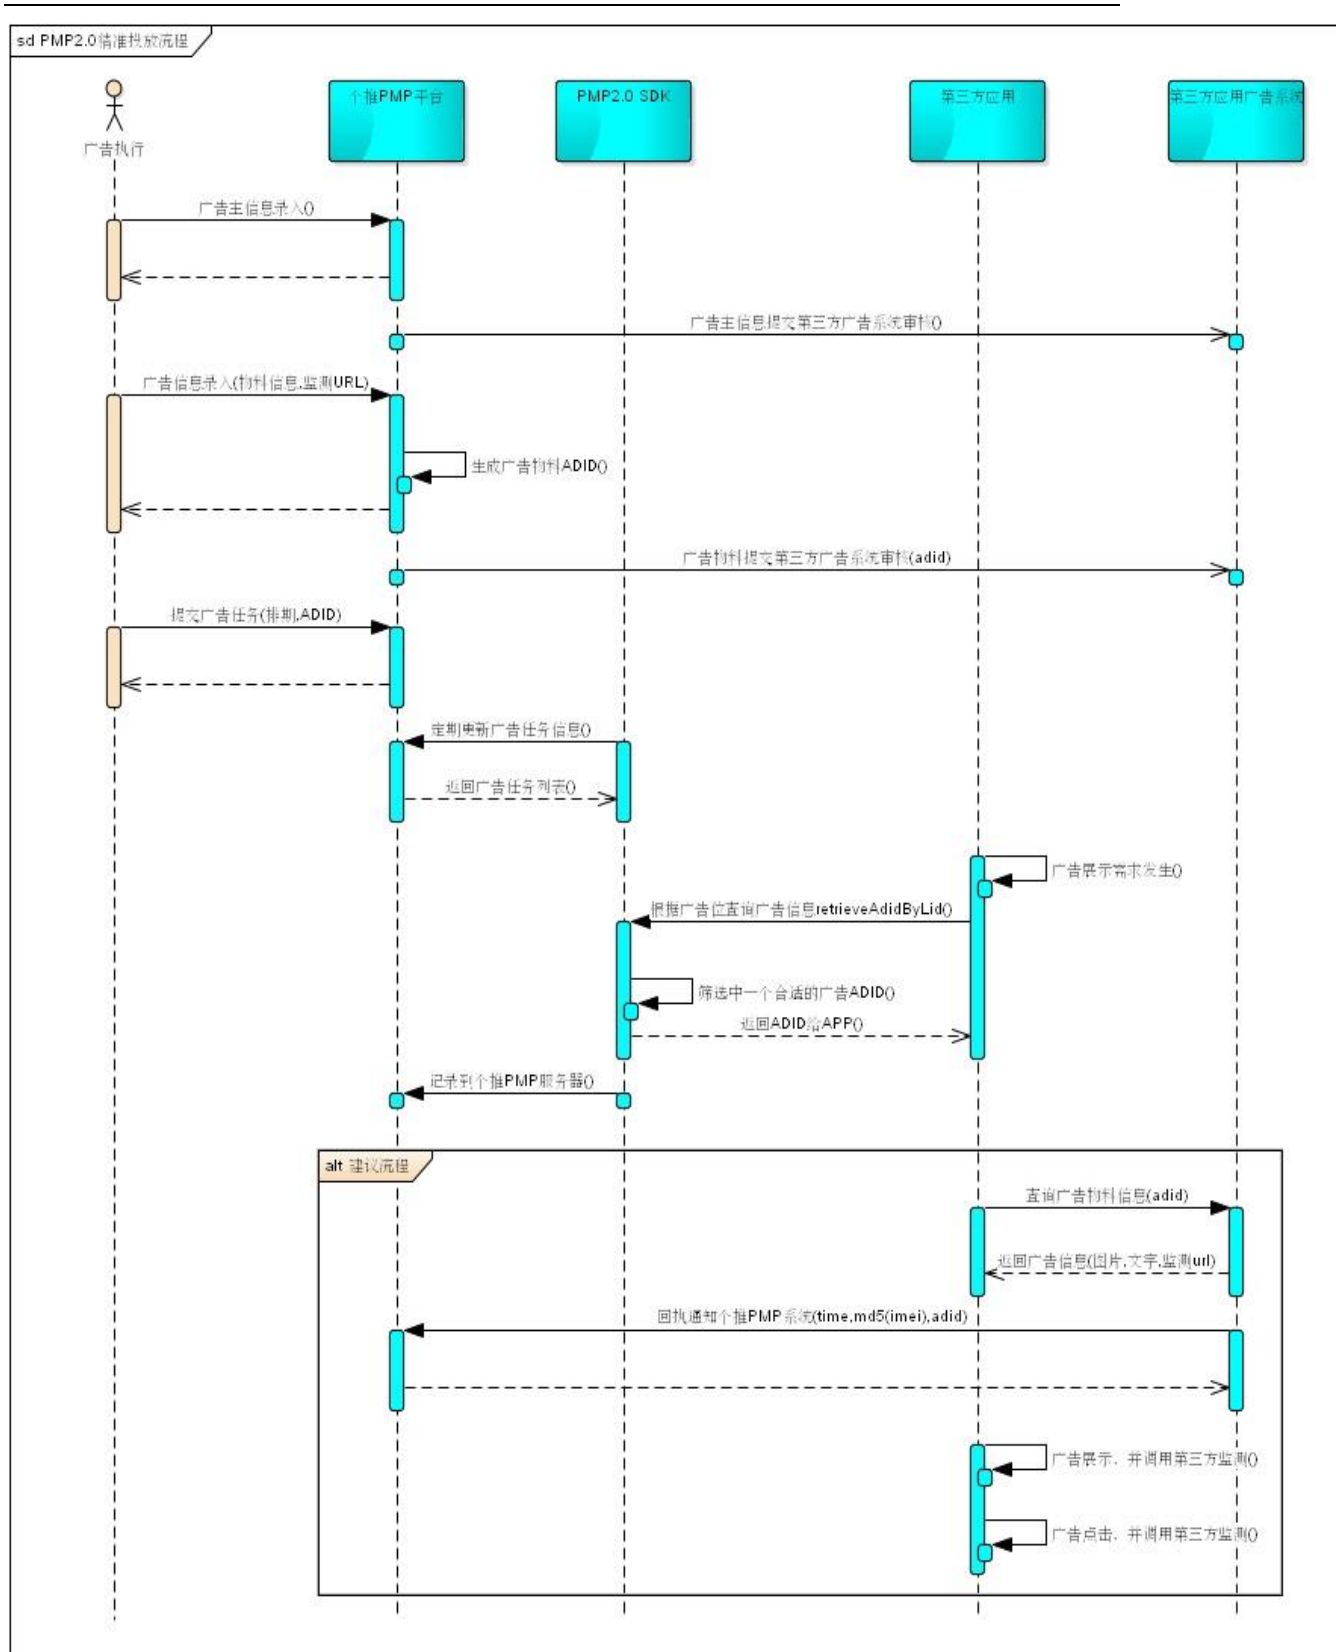 sd PMP2.0精准投放流程
广告执行
个推PMP平台
PMP2.0 SDK
第三方应用
第三方应用广告系统
广告主信息录入()
广告主信息提交第三方广告系统审核()
广告信息录入(物料信息,监测URL)
生成广告物料ADID()
广告物料提交第三方广告系统审核(adid)
提交广告任务(排期,ADID)
定期更新广告任务信息()
返回广告任务列表()
广告展示需求发生()
根据广告位查询广告信息retrieveAdidByLid()
筛选中一个合适的广告ADID()
返回ADID给APP()
记录到个推PMP服务器()
alt 建议流程
查询广告物料信息(adid)
返回广告信息(图片,文字,监测url)
回执通知个推PMP系统(time,md5(imei),adid)
广告展示、并调用第三方监测()
广告点击、并调用第三方监测()